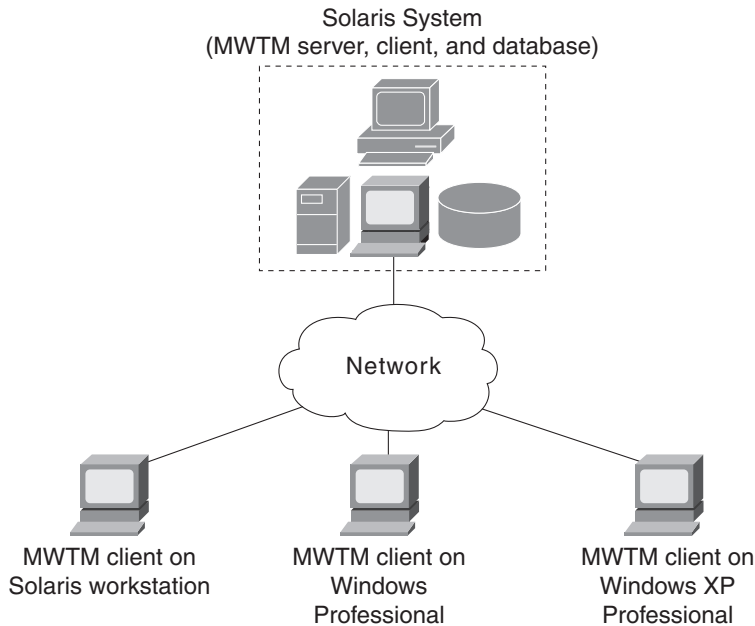 Solaris System
(MWTM server, client, and database)
Network
MWTM client on
Solaris workstation
MWTM client on
Windows
Professional
MWTM client on
Windows XP
Professional